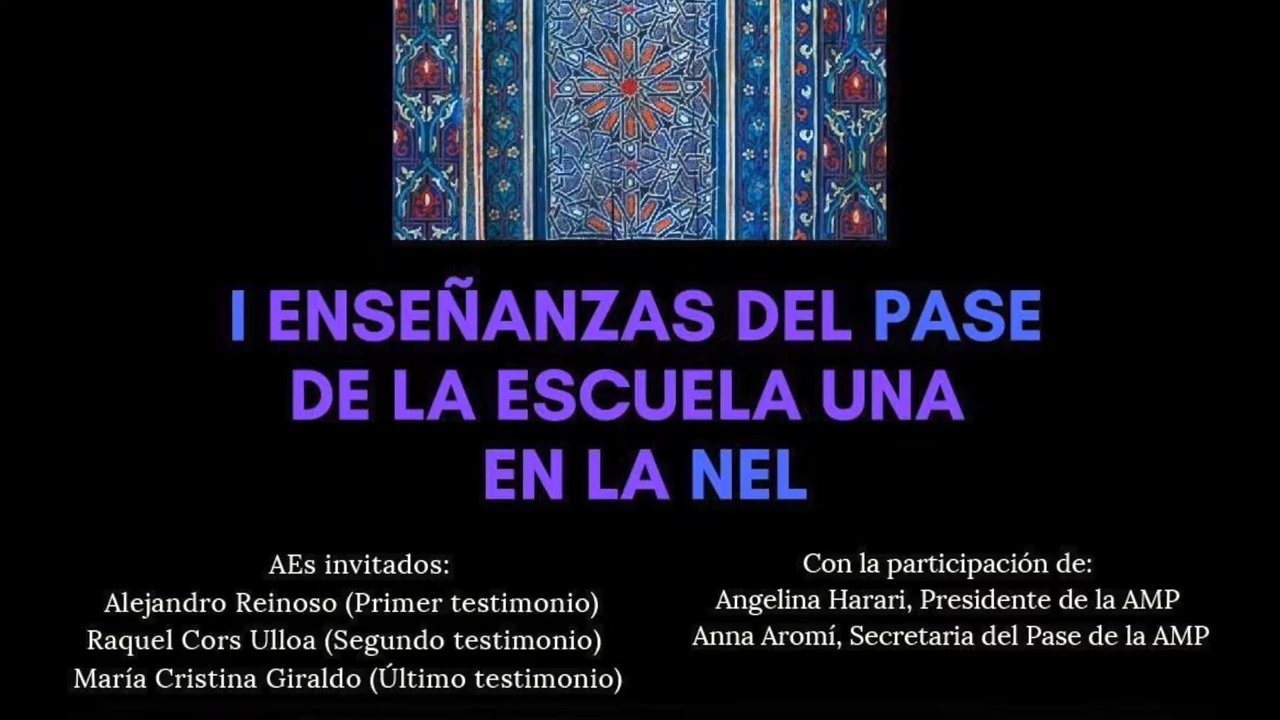 I ENSEÑANZAS DEL PASE
DE LA ESCUELA UNA
EN LA NEL
AEs invitados:
Alejandro Reinoso (Primer testimonio)
Raquel Cors Ulloa (Segundo testimonio)
María Cristina Giraldo (Último testimonio)
Con la participación de:
Angelina Harari, Presidente de la AMP
Anna Aromí, Secretaria del Pase de la AMP